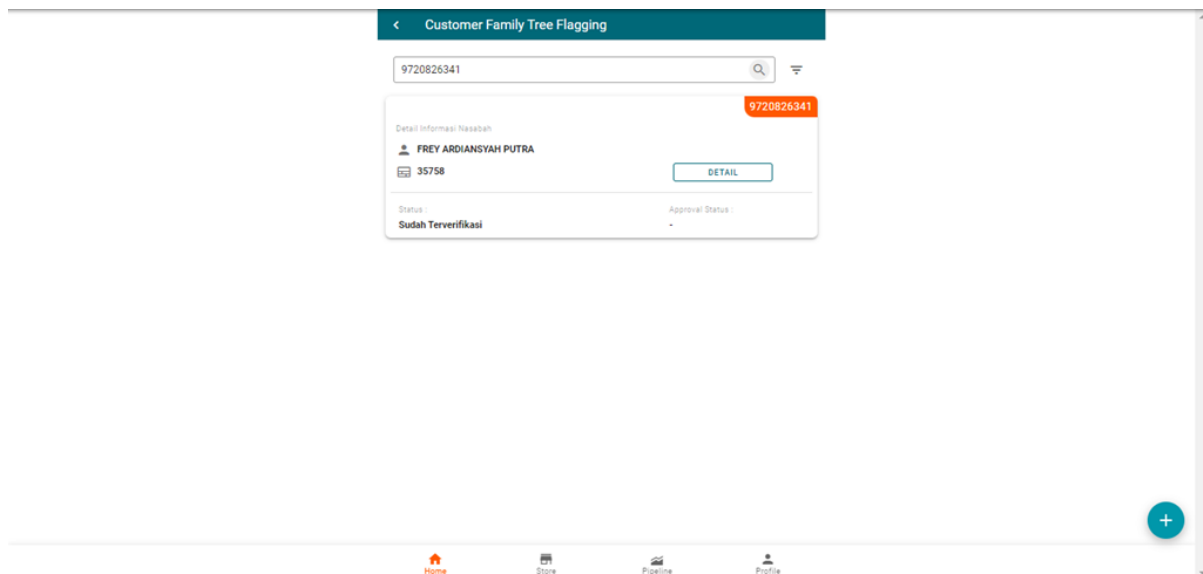 Customer Family Tree Flagging
9720826341
9720826341
Detail Informasi Nasabah
FREY ARDIANSYAH PUTRA
35758
DETAIL
Status :
Approval Status :
Sudah Terverifikasi
-
Home
Store
Pipeline
Profile